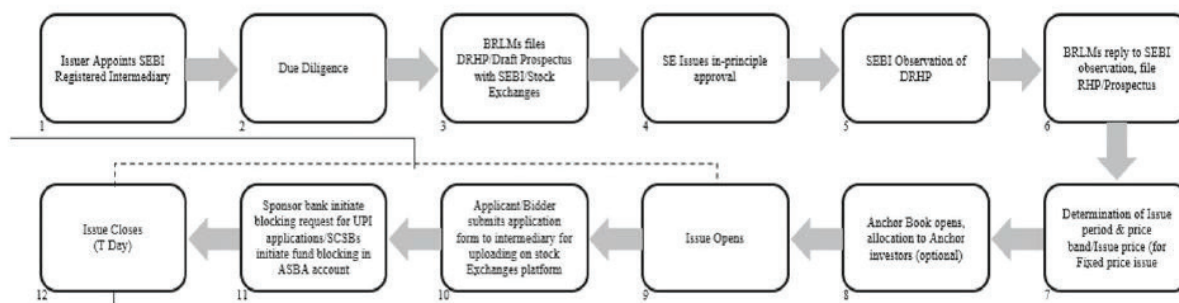 Issuer Appoints SEBI
Registered Intermediary
1
Due Diligence
2
BRLMs files
DRHP/Draft Prospectus
with SEBI/Stock
Exchanges
3
SE Issues in-principle
approval
4
SEBI Observation of
DRHP
5
BRLMs reply to SEBI
observation, file
RHP/Prospectus
6
Determination of Issue
period & price
band/Issue price (for
Fixed price issue
7
Anchor Book opens,
allocation to Anchor
investors (optional)
8
Issue Opens
9
Applicant/Bidder
submits application
form to intermediary for
uploading on stock
Exchanges platform
10
Sponsor bank initiate
blocking request for UPI
applications/SCSBs
initiate fund blocking in
ASBA account
11
Issue Closes
(T Day)
12